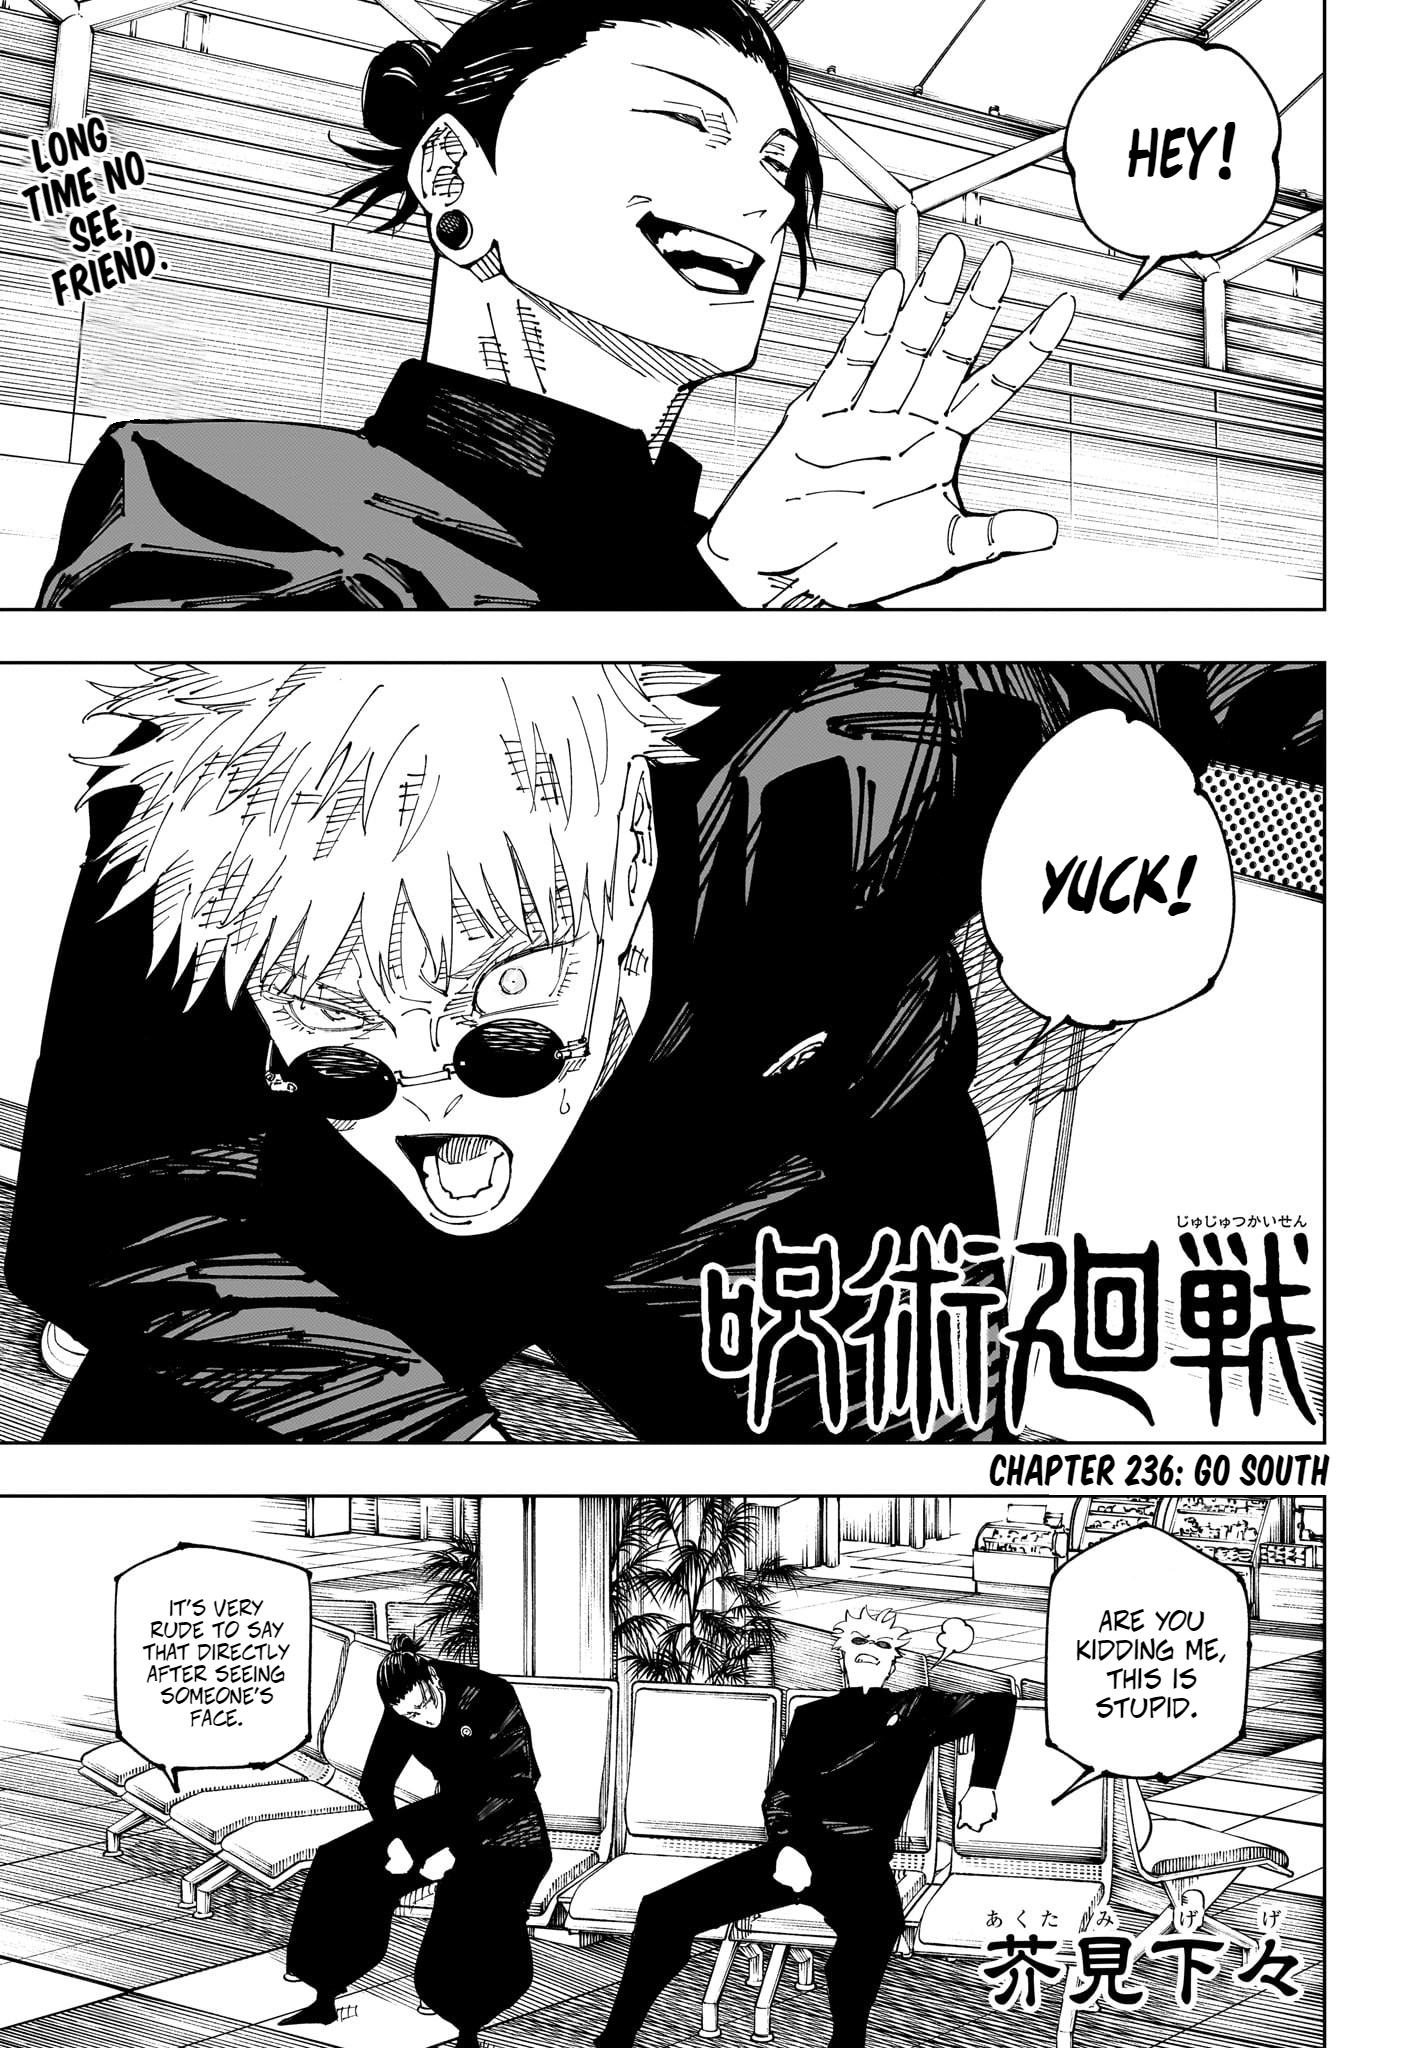 HEY!
LONG
TIME NO
SEE,
FRIEND.
YUCK!
じゅじゅつかいせん
呪術廻戦
CHAPTER 236: GO SOUTH
ARE YOU
KIDDING ME,
THIS IS
STUPID.
IT'S VERY
RUDE TO SAY
THAT DIRECTLY
AFTER SEEING
SOMEONE'S
FACE.
あくたみげげ
芥見下々